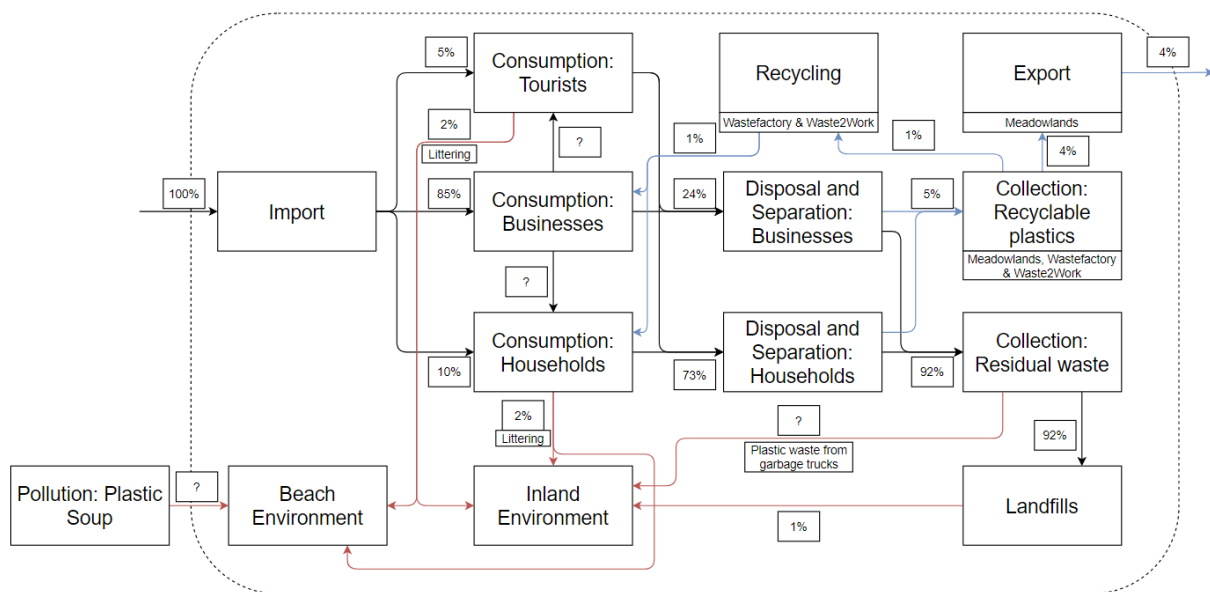 5%
Consumption:
Tourists
Recycling
Wastefactory & Waste2Work
Export
Meadowlands
4%
2%
Littering
?
1%
1%
4%
100%
Import
85%
Consumption:
Businesses
24%
Disposal and
Separation:
Businesses
5%
Collection:
Recyclable
plastics
Meadowlands, Wastefactory
& Waste2Work
?
10%
Consumption:
Households
73%
Disposal and
Separation:
Households
92%
Collection:
Residual waste
2%
Littering
?
Plastic waste from
garbage trucks
92%
Pollution: Plastic
Soup
?
Beach
Environment
Inland
Environment
1%
Landfills